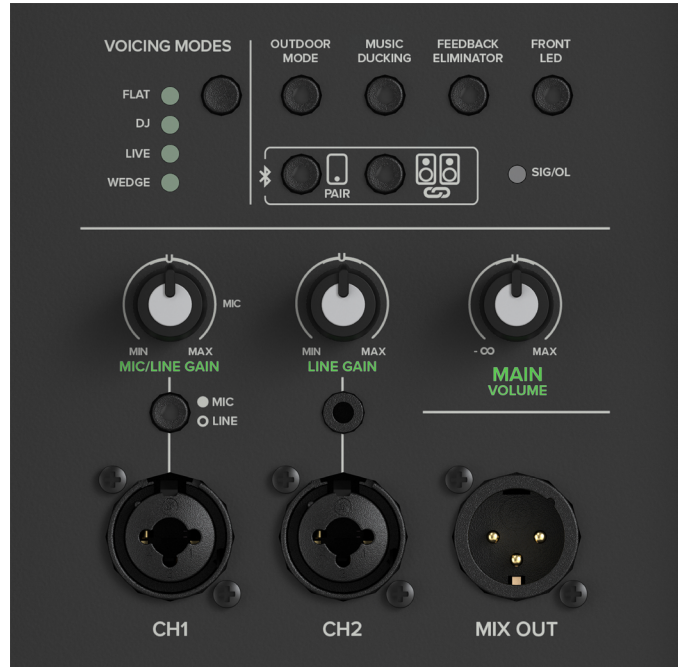 VOICING MODES
FLAT
DJ
LIVE
WEDGE
OUTDOOR
MODE
MUSIC
DUCKING
FEEDBACK
ELIMINATOR
FRONT
LED
PAIR
SIG/OL
U
MIC
MIN
MAX
MIC/LINE GAIN
MIC
LINE
U
MIN
MAX
LINE GAIN
- ∞
MAX
MAIN
VOLUME
CH1
CH2
MIX OUT